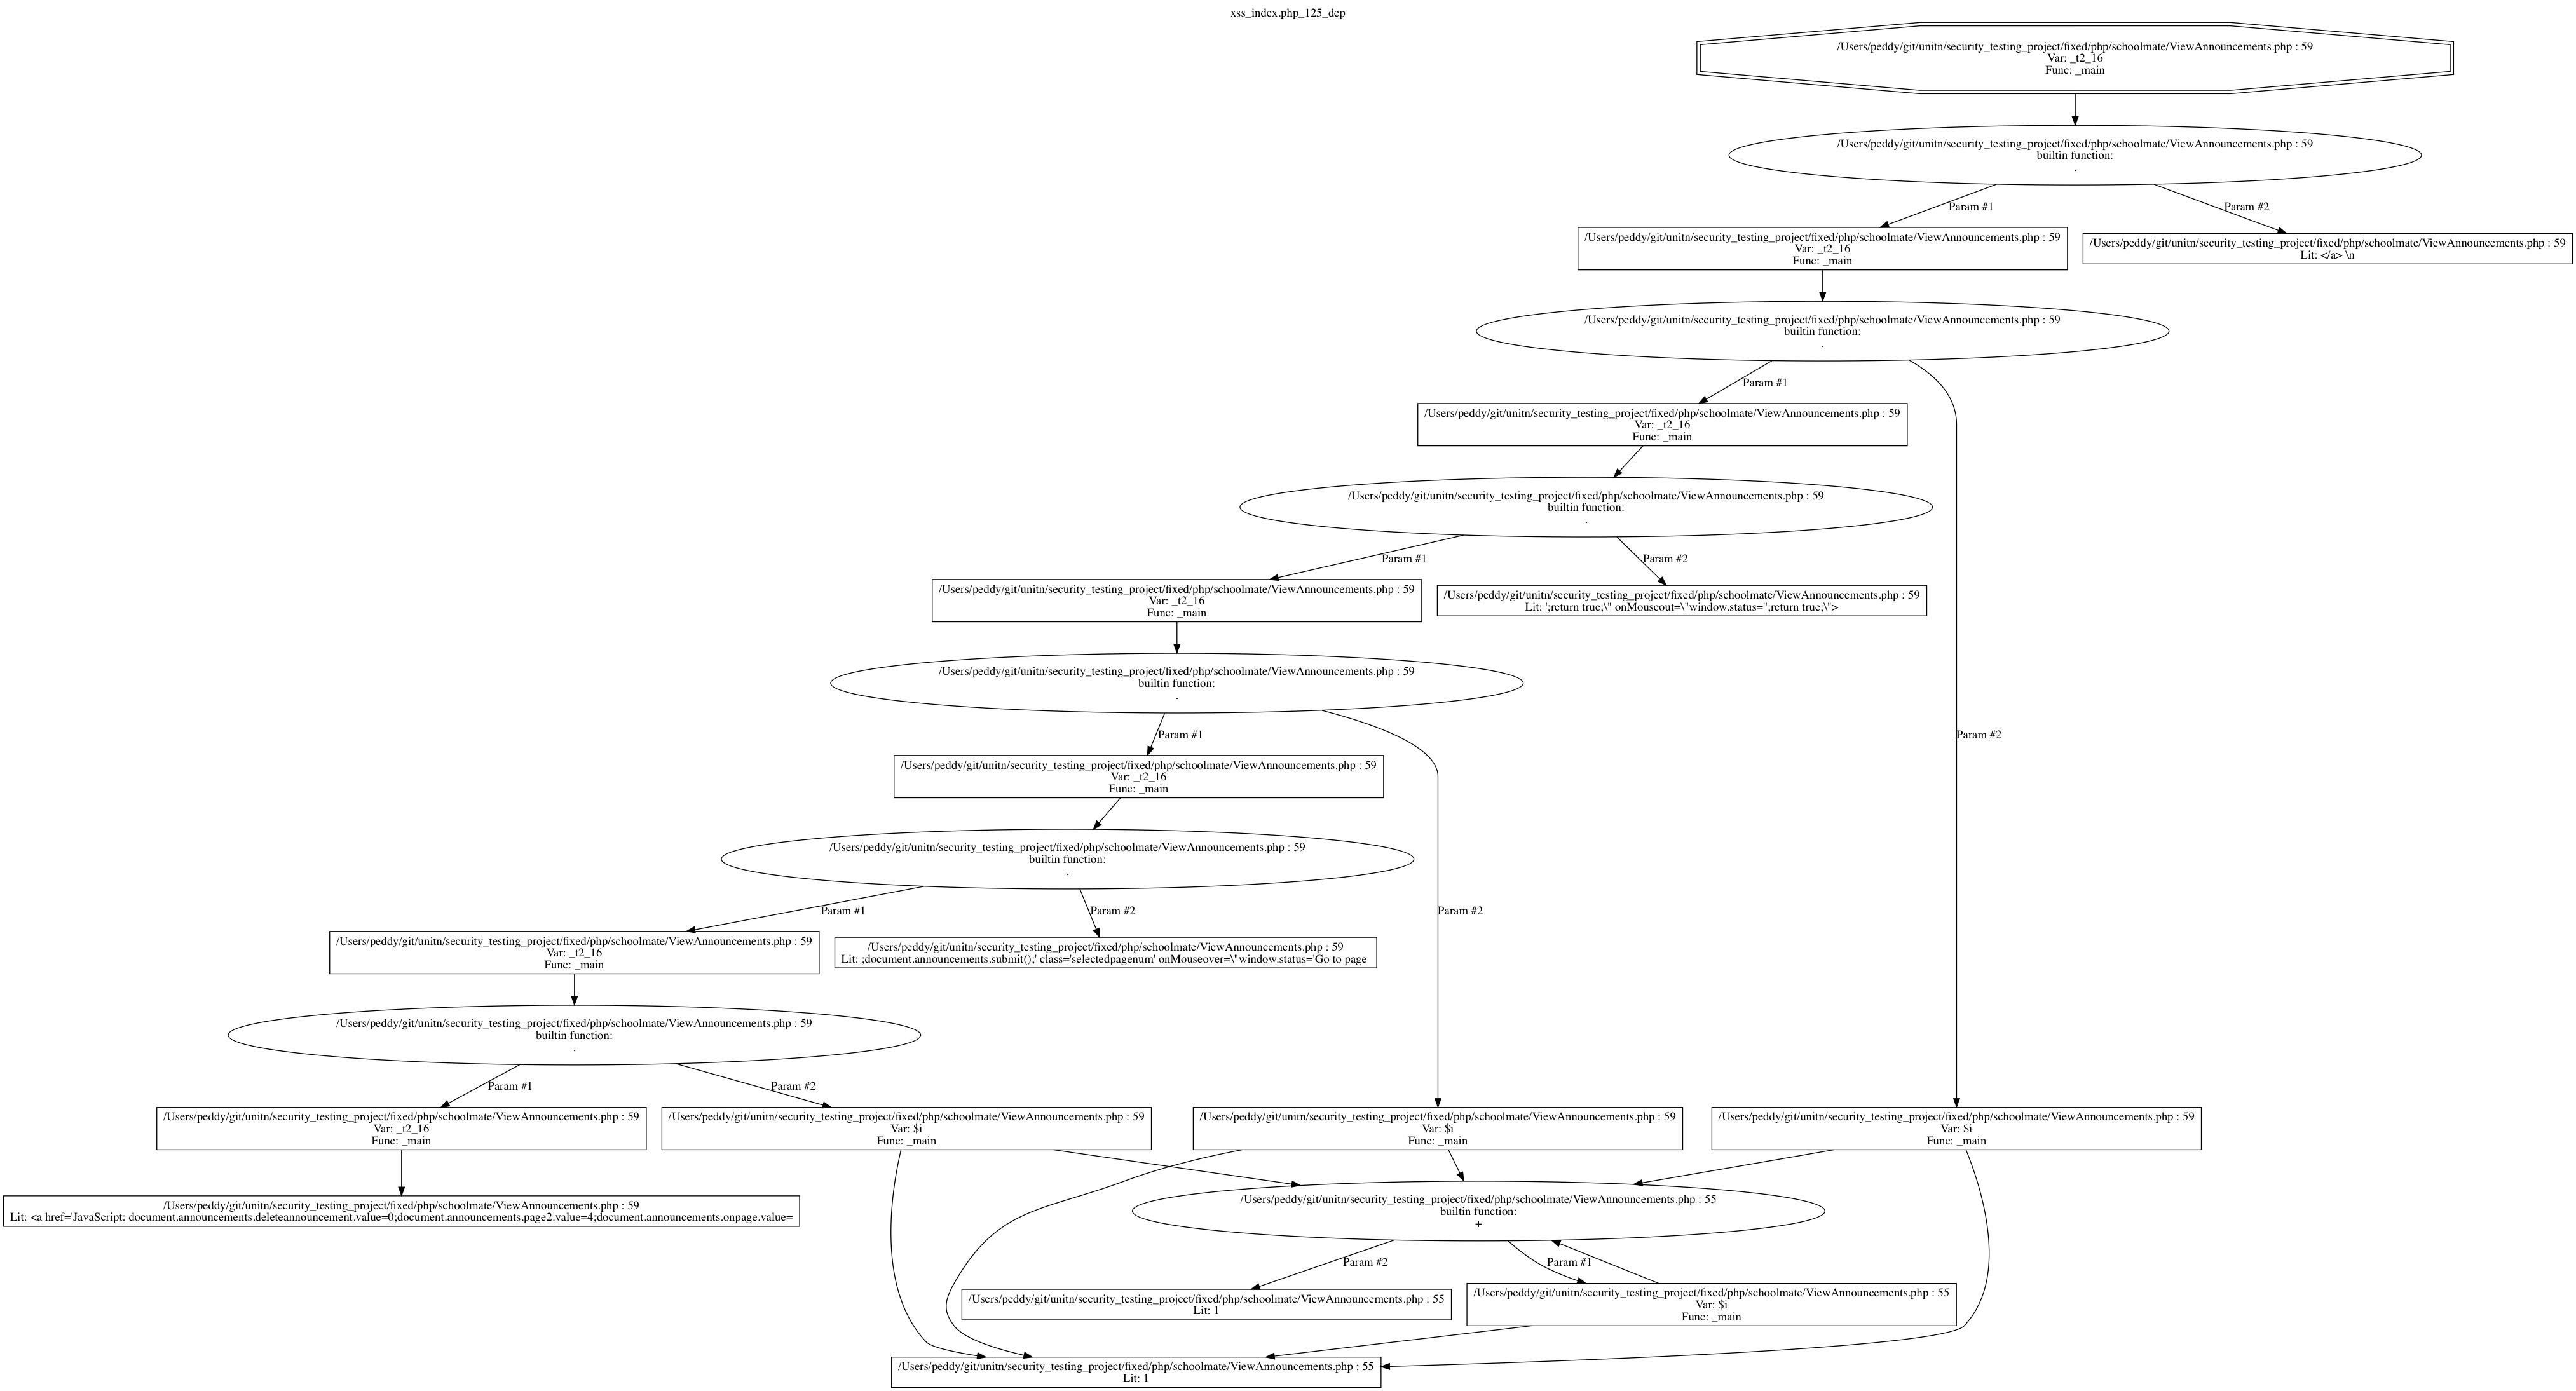 xss_index.php_125_dep
/Users/peddy/git/unitn/security_testing_project/fixed/php/schoolmate/ViewAnnouncements.php : 59
Var: _t2_16
Func: _main
/Users/peddy/git/unitn/security_testing_project/fixed/php/schoolmate/ViewAnnouncements.php : 59
builtin function:
.
Param #1
Param #2
/Users/peddy/git/unitn/security_testing_project/fixed/php/schoolmate/ViewAnnouncements.php : 59
Var: _t2_16
Func: _main
/Users/peddy/git/unitn/security_testing_project/fixed/php/schoolmate/ViewAnnouncements.php : 59
Lit: </a> \n
/Users/peddy/git/unitn/security_testing_project/fixed/php/schoolmate/ViewAnnouncements.php : 59
builtin function:
.
Param #1
/Users/peddy/git/unitn/security_testing_project/fixed/php/schoolmate/ViewAnnouncements.php : 59
Var: _t2_16
Func: _main
/Users/peddy/git/unitn/security_testing_project/fixed/php/schoolmate/ViewAnnouncements.php : 59
builtin function:
.
Param #1
Param #2
/Users/peddy/git/unitn/security_testing_project/fixed/php/schoolmate/ViewAnnouncements.php : 59
Var: _t2_16
Func: _main
/Users/peddy/git/unitn/security_testing_project/fixed/php/schoolmate/ViewAnnouncements.php : 59
Lit: ';return true;\" onMouseout=\"window.status='';return true;\">
/Users/peddy/git/unitn/security_testing_project/fixed/php/schoolmate/ViewAnnouncements.php : 59
builtin function:
.
Param #1
Param #2
/Users/peddy/git/unitn/security_testing_project/fixed/php/schoolmate/ViewAnnouncements.php : 59
Var: _t2_16
Func: _main
/Users/peddy/git/unitn/security_testing_project/fixed/php/schoolmate/ViewAnnouncements.php : 59
builtin function:
.
Param #1
Param #2
Param #2
/Users/peddy/git/unitn/security_testing_project/fixed/php/schoolmate/ViewAnnouncements.php : 59
Var: _t2_16
Func: _main
/Users/peddy/git/unitn/security_testing_project/fixed/php/schoolmate/ViewAnnouncements.php : 59
Lit: ;document.announcements.submit();' class='selectedpagenum' onMouseover=\"window.status='Go to page
/Users/peddy/git/unitn/security_testing_project/fixed/php/schoolmate/ViewAnnouncements.php : 59
builtin function:
.
Param #1
Param #2
/Users/peddy/git/unitn/security_testing_project/fixed/php/schoolmate/ViewAnnouncements.php : 59
Var: _t2_16
Func: _main
/Users/peddy/git/unitn/security_testing_project/fixed/php/schoolmate/ViewAnnouncements.php : 59
Var: $i
Func: _main
/Users/peddy/git/unitn/security_testing_project/fixed/php/schoolmate/ViewAnnouncements.php : 59
Var: $i
Func: _main
/Users/peddy/git/unitn/security_testing_project/fixed/php/schoolmate/ViewAnnouncements.php : 59
Var: $i
Func: _main
/Users/peddy/git/unitn/security_testing_project/fixed/php/schoolmate/ViewAnnouncements.php : 59
Lit: <a href='JavaScript: document.announcements.deleteannouncement.value=0;document.announcements.page2.value=4;document.announcements.onpage.value=
/Users/peddy/git/unitn/security_testing_project/fixed/php/schoolmate/ViewAnnouncements.php : 55
builtin function:
+
Param #2
Param #1
/Users/peddy/git/unitn/security_testing_project/fixed/php/schoolmate/ViewAnnouncements.php : 55
Lit: 1
/Users/peddy/git/unitn/security_testing_project/fixed/php/schoolmate/ViewAnnouncements.php : 55
Var: $i
Func: _main
/Users/peddy/git/unitn/security_testing_project/fixed/php/schoolmate/ViewAnnouncements.php : 55
Lit: 1